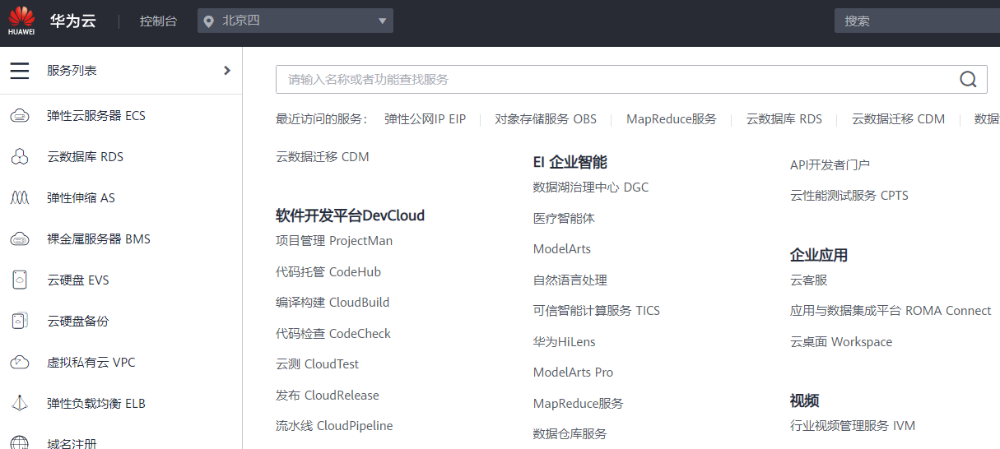 HUAWEI 华为云 控制台 北京四 搜索
服务列表
弹性云服务器 ECS
云数据库 RDS
弹性伸缩 AS
裸金属服务器 BMS
云硬盘 EVS
云硬盘备份
虚拟私有云 VPC
弹性负载均衡 ELB
域名注册
请输入名称或者功能查找服务
最近访问的服务： 弹性公网IP EIP 对象存储服务 OBS MapReduce服务 云数据库 RDS 云数据迁移 CDM 数据
云数据迁移 CDM
软件开发平台DevCloud
项目管理 ProjectMan
代码托管 CodeHub
编译构建 CloudBuild
代码检查 CodeCheck
云测 CloudTest
发布 CloudRelease
流水线 CloudPipeline
EI 企业智能
数据湖治理中心 DGC
医疗智能体
ModelArts
自然语言处理
可信智能计算服务 TICS
华为HiLens
ModelArts Pro
MapReduce服务
数据仓库服务
API开发者门户
云性能测试服务 CPTS
企业应用
云客服
应用与数据集成平台 ROMA Connect
云桌面 Workspace
视频
行业视频管理服务 IVM